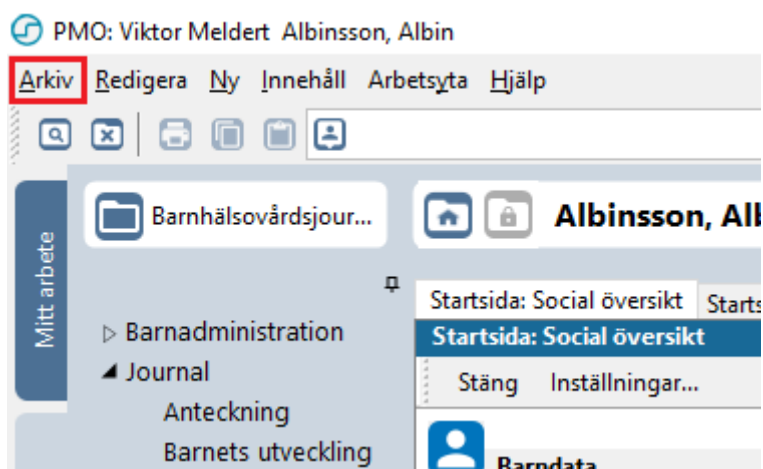 PMO: Viktor Meldert Albinsson, Albin
Arkiv Redigera Ny Innehåll Arbetsyta Hjälp
Mitt arbete
Barnhälsovårdsjour...
Albinsson, Alb
Startsida: Social översikt Starts
Barnadministration
Startsida: Social översikt
Journal
Stäng Inställningar...
Anteckning
Barnets utveckling
Barndata